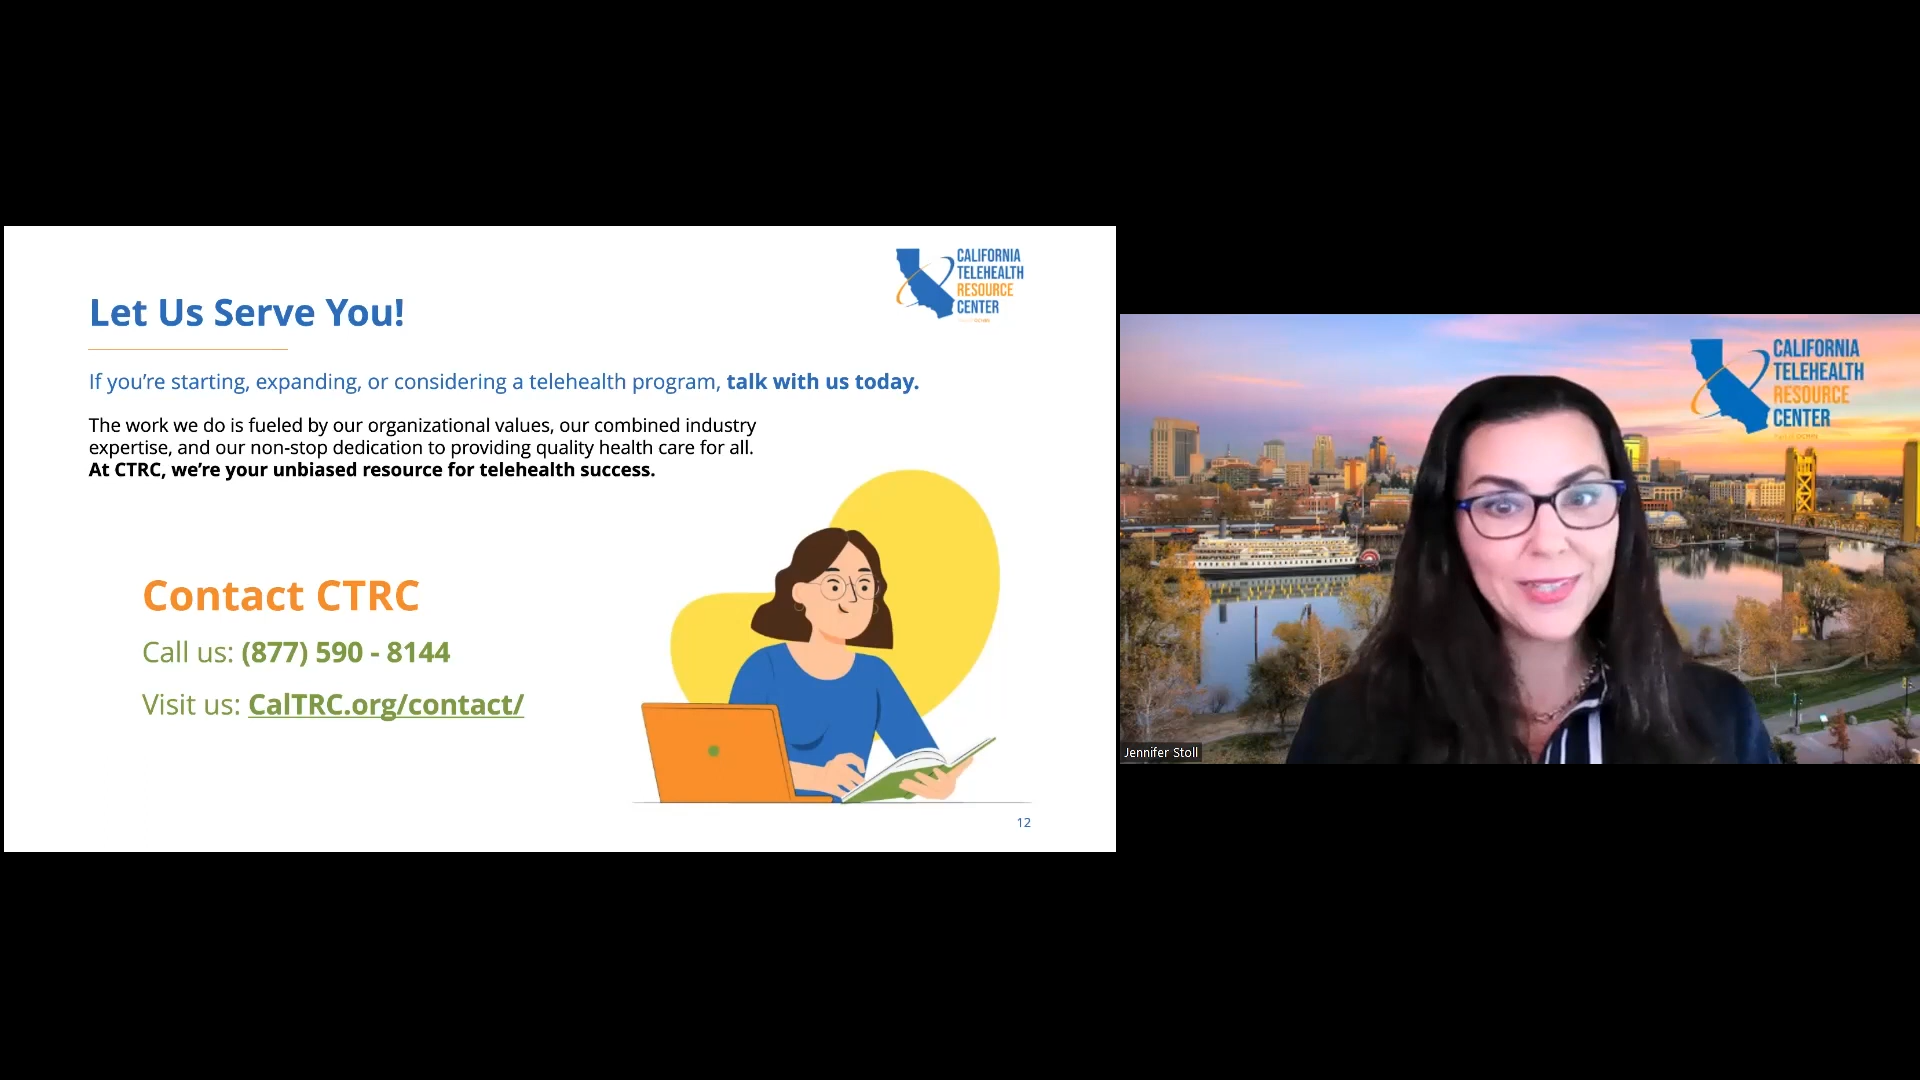 CALIFORNIA
TELEHEALTH
RESOURCE
CENTER
Let Us Serve You!
If you’re starting, expanding, or considering a telehealth program, talk with us today.
The work we do is fueled by our organizational values, our combined industry
expertise, and our non-stop dedication to providing quality health care for all.
At CTRC, we’re your unbiased resource for telehealth success.
Contact CTRC
Call us: (877) 590 - 8144
Visit us: CalTRC.org/contact/
12
CALIFORNIA
TELEHEALTH
RESOURCE
CENTER
Jennifer Stoll